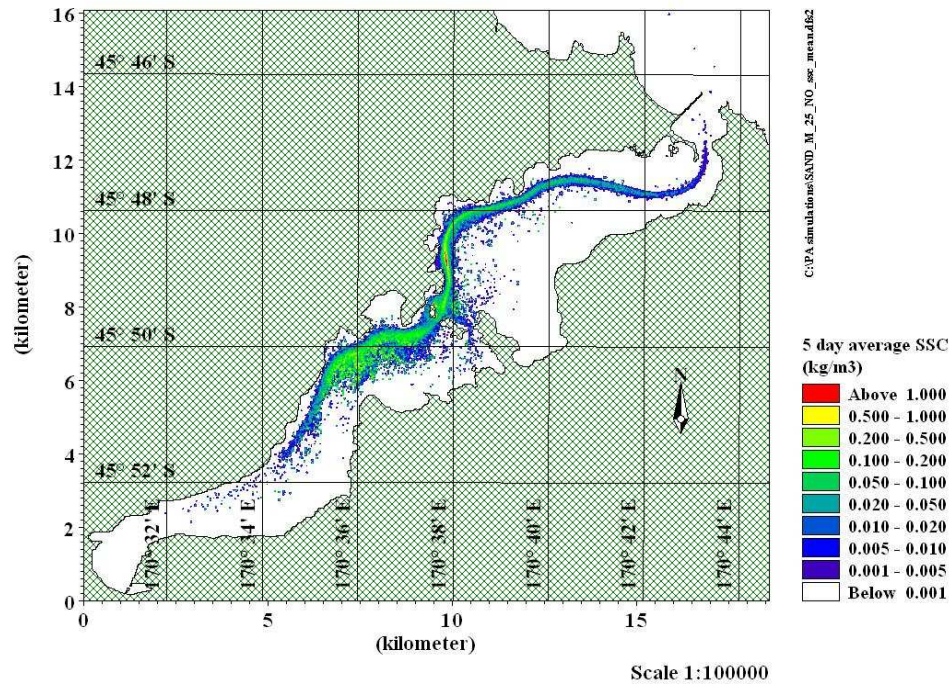 16
14
12
10
8
6
4
2
0
(kilometer)
45° 46' S
45° 48' S
45° 50' S
45° 52' S
170° 32' E
170° 34' E
170° 36' E
170° 38' E
170° 40' E
170° 42' E
170° 44' E
N
0
5
10
15
(kilometer)
Scale 1:100000
C:\PA simulations\SAND_M_25_NO_ssc_mean.dfs2
5 day average SSC
(kg/m3)
Above 1.000
0.500 - 1.000
0.200 - 0.500
0.100 - 0.200
0.050 - 0.100
0.020 - 0.050
0.010 - 0.020
0.005 - 0.010
0.001 - 0.005
Below 0.001